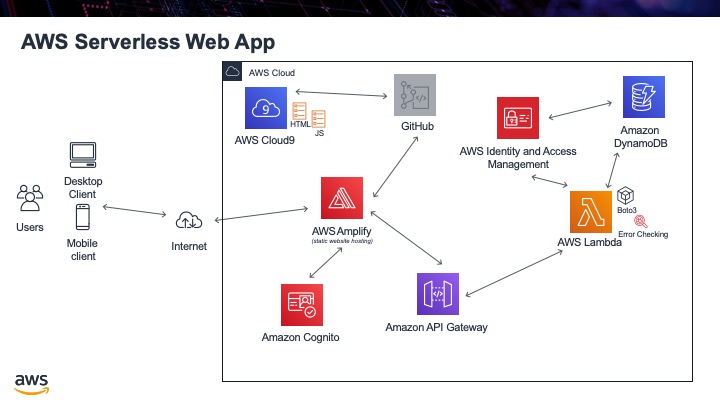 AWS Serverless Web App
AWS Cloud
9
HTML
JS
AWS Cloud9
GitHub
AWS Identity and Access
Management
Amazon
DynamoDB
Desktop
Client
Users
Mobile
client
Internet
AWS Amplify
(static website hosting)
Boto3
Error Checking
AWS Lambda
Amazon Cognito
Amazon API Gateway
aws